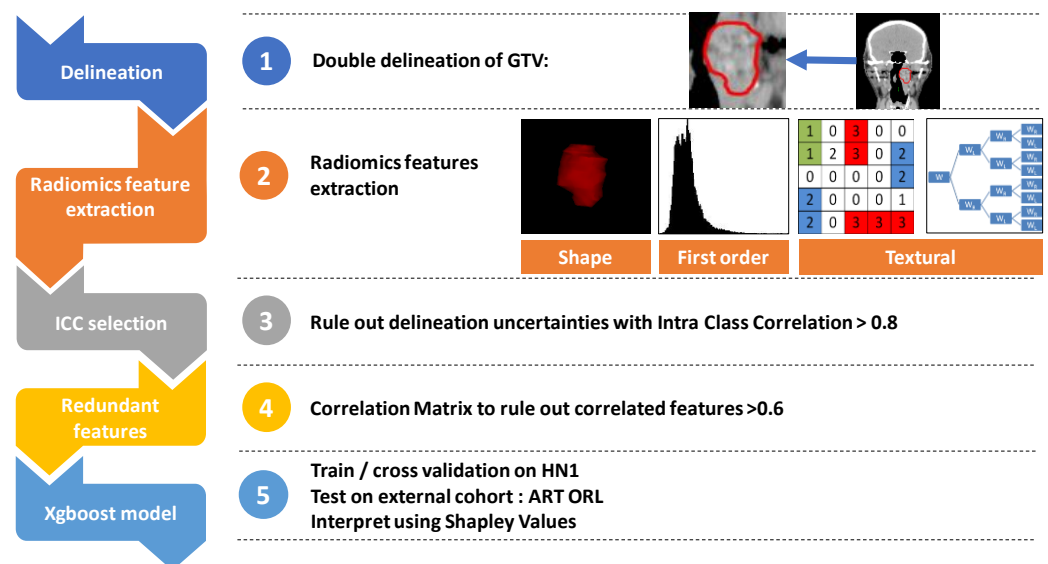 Delineation
Radiomics feature
extraction
ICC selection
Redundant
features
Xgboost model
1
Double delineation of GTV:
2
Radiomics features
extraction
1 0 3 0 0
1 2 3 0 2
0 0 0 0 2
2 0 0 0 1
2 0 3 3 3
W
Shape
First order
Textural
3
Rule out delineation uncertainties with Intra Class Correlation > 0.8
4
Correlation Matrix to rule out correlated features >0.6
5
Train / cross validation on HN1
Test on external cohort : ART ORL
Interpret using Shapley Values